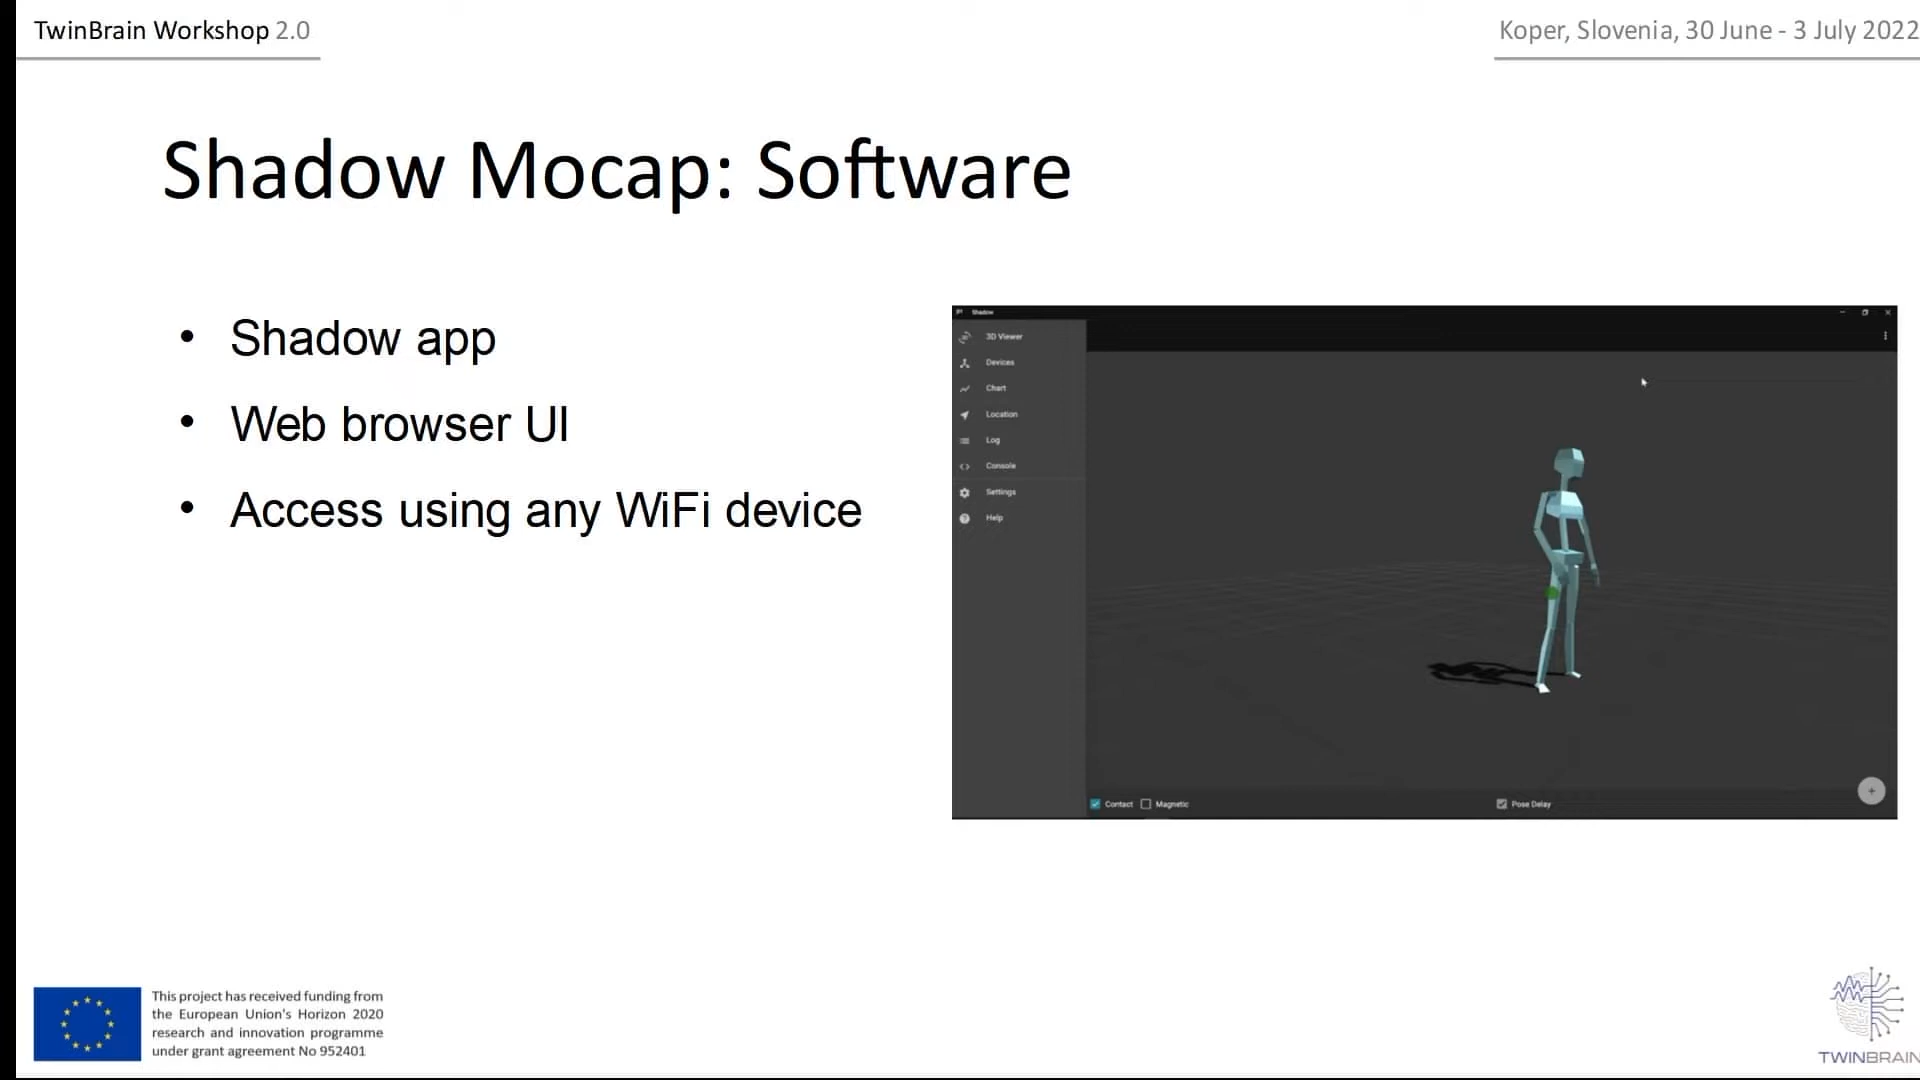 TwinBrain Workshop 2.0
Koper, Slovenia, 30 June - 3 July 2022
Shadow Mocap: Software
• Shadow app
• Web browser UI
• Access using any WiFi device
Shadow
3D Viewer
Devices
Chart
Location
Log
Console
Settings
Help
Contact
Magnetic
Pose Delay
This project has received funding from
the European Union's Horizon 2020
research and innovation programme
under grant agreement No 952401
TWINBRAIN